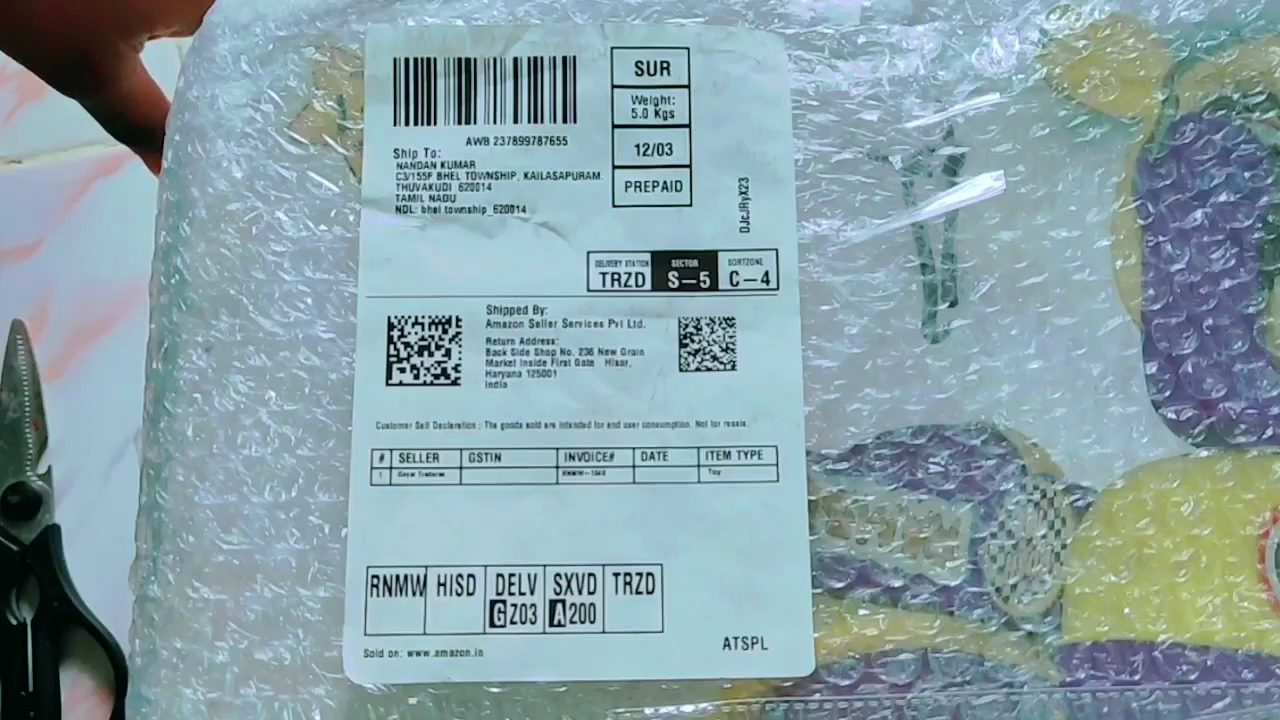 AWB 237899787655
Ship To:
NANDAN KUMAR
C3/155F BHEL TOWNSHIP, KAILASAPURAM.
THUVAKUDI 620014
TAMIL NADU
NDL: bhel township 620014
SUR
Weight:
5.0 Kgs
12/03
PREPAID
DJcJRyX23
DELIVERY STATION SECTOR SORTZONE
TRZD S-5 C-4
Shipped By:
Amazon Seller Services Pvt Ltd.
Return Address:
Back Side Shop No. 236 New Grain
Market Inside First Gate Hisar,
Haryana 125001
India
Customer Self Declaration : The goods sold are intended for end user consumption. Not for resale.
# SELLER GSTIN INVOICE# DATE ITEM TYPE
1 Toy
RNMW HISD DELV SXVD TRZD
G Z03 A 200
Sold on: www.amazon.in
ATSPL